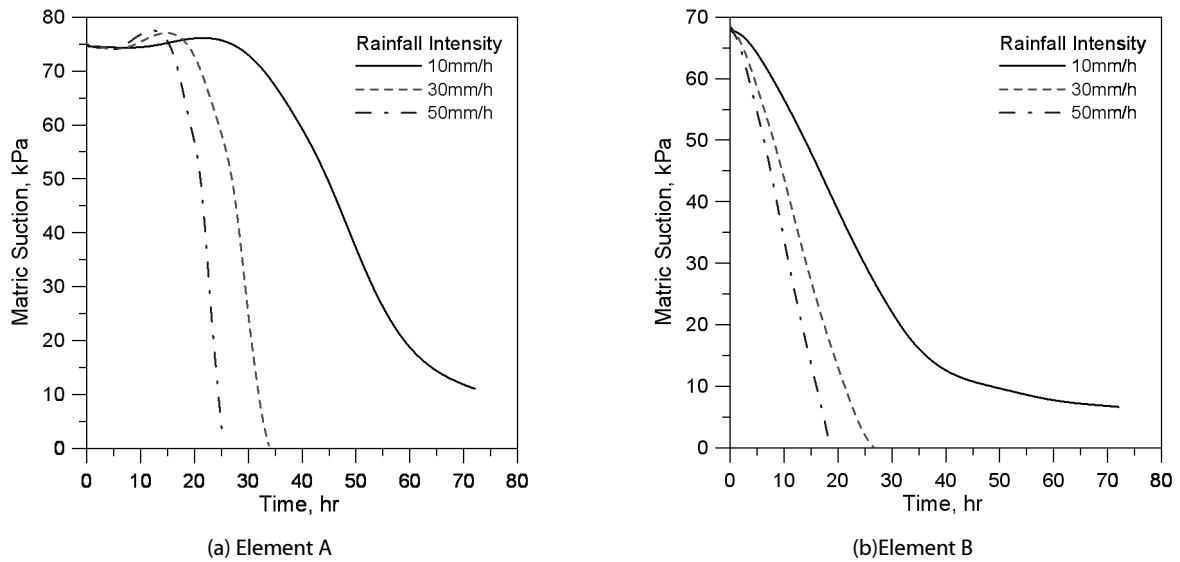 80
70
60
50
40
30
20
10
0
Matric Suction, kPa
Rainfall Intensity
10mm/h
30mm/h
50mm/h
0 10 20 30 40 50 60 70 80
Time, hr
(a) Element A
70
60
50
40
30
20
10
0
Matric Suction, kPa
Rainfall Intensity
10mm/h
30mm/h
50mm/h
0 10 20 30 40 50 60 70 80
Time, hr
(b)Element B